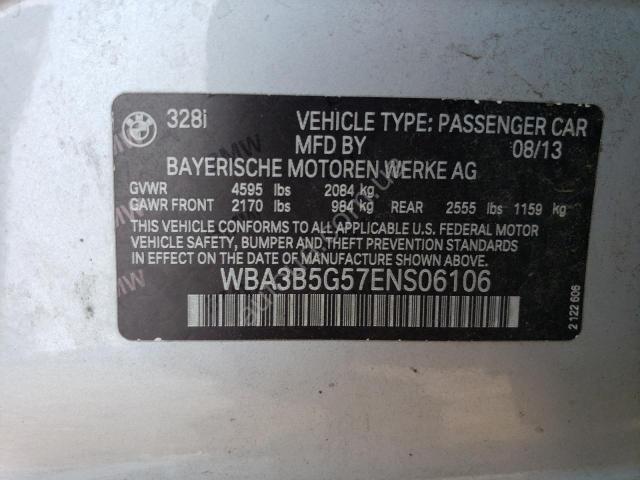 328i VEHICLE TYPE: PASSENGER CAR
MFD BY 08/13
BAYERISCHE MOTOREN WERKE AG
GVWR 4595 lbs 2084 kg
GAWR FRONT 2170 lbs 984 kg REAR 2555 lbs 1159 kg
THIS VEHICLE CONFORMS TO ALL APPLICABLE U.S. FEDERAL MOTOR
VEHICLE SAFETY, BUMPER AND THEFT PREVENTION STANDARDS
IN EFFECT ON THE DATE OF MANUFACTURE SHOWN ABOVE.
WBA3B5G57ENS06106
2 122 606